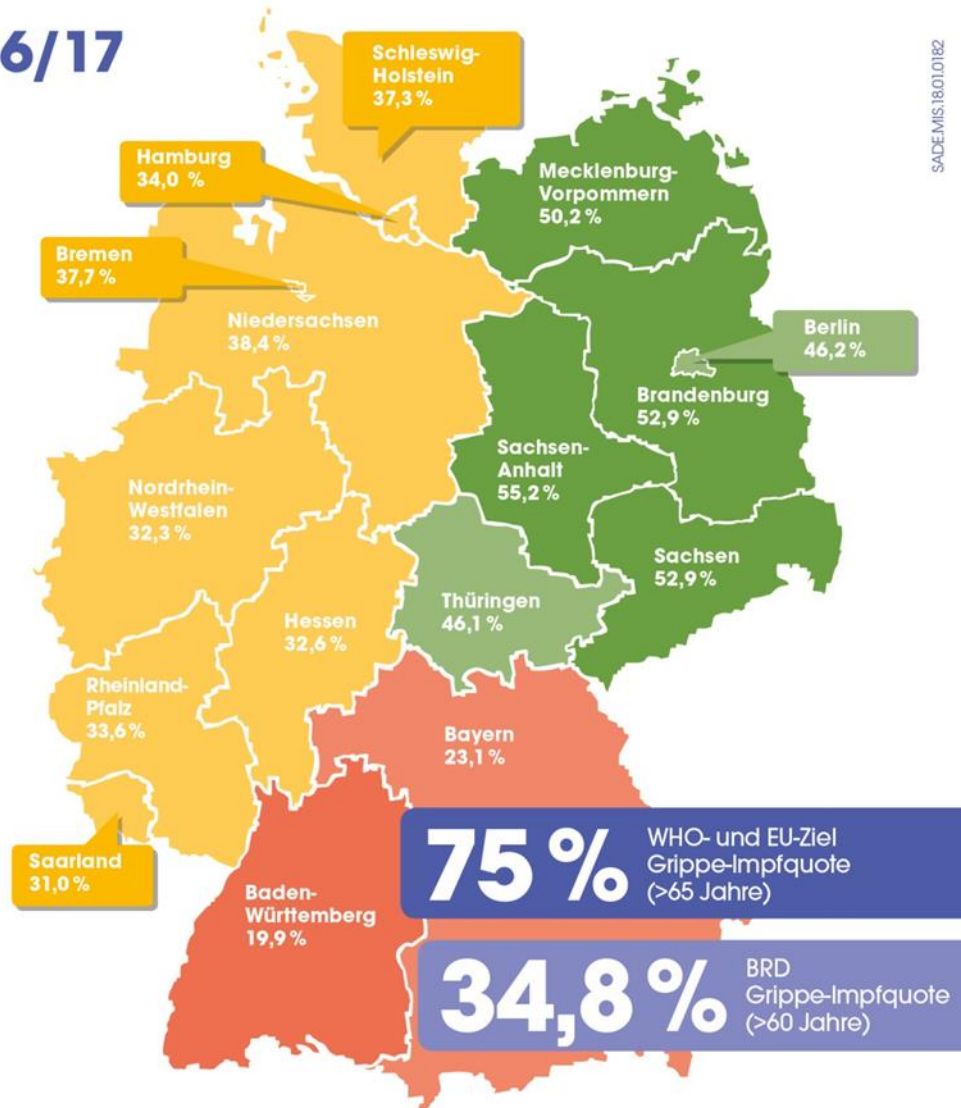 6/17
SADE.MIS.18.01.0182
Schleswig-
Holstein
37,3 %
Hamburg
34,0 %
Mecklenburg-
Vorpommern
50,2 %
Bremen
37,7 %
Niedersachsen
38,4 %
Berlin
46,2 %
Brandenburg
52,9 %
Sachsen-
Anhalt
55,2 %
Nordrhein-
Westfalen
32,3 %
Sachsen
52,9 %
Thüringen
46,1 %
Hessen
32,6 %
Rheinland-
Pfalz
33,6 %
Bayern
23,1 %
Saarland
31,0 %
Baden-
Württemberg
19,9 %
75 %
WHO- und EU-Ziel
Grippe-Impfquote
(>65 Jahre)
34,8 %
BRD
Grippe-Impfquote
(>60 Jahre)